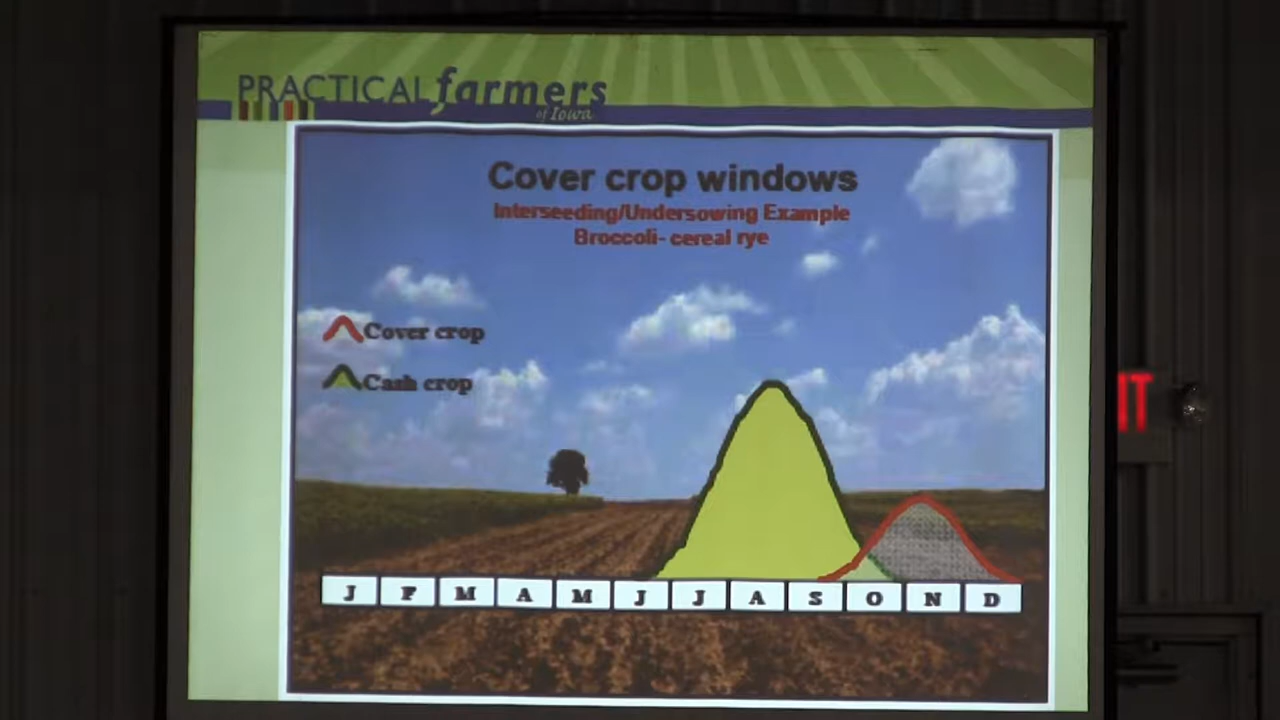 PRACTICAL farmers
of Iowa
Cover crop windows
Interseeding/Undersowing Example
Broccoli- cereal rye
Cover crop
Cash crop
IT
J F M A M J J A S O N D